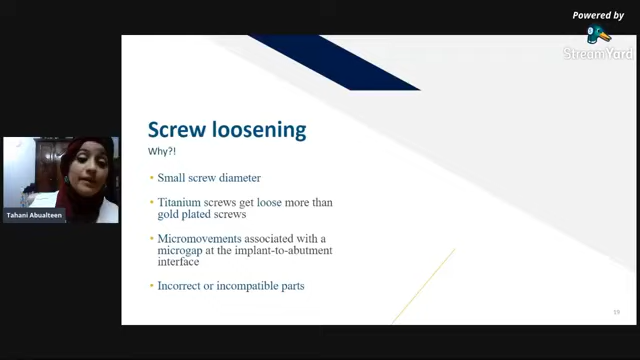 Powered by
StreamYard
Screw loosening
Why?!
• Small screw diameter
• Titanium screws get loose more than
gold plated screws
• Micromovements associated with a
microgap at the implant-to-abutment
interface
• Incorrect or incompatible parts
Tahani Abualteen
19